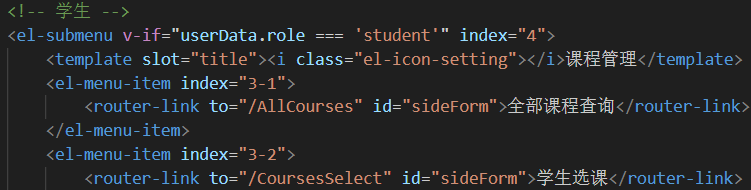 <!-- 学生 -->
<el-submenu v-if="userData.role === 'student'" index="4">
<template slot="title"><i class="el-icon-setting"></i>课程管理</template>
<el-menu-item index="3-1">
<router-link to="/AllCourses" id="sideForm">全部课程查询</router-link>
</el-menu-item>
<el-menu-item index="3-2">
<router-link to="/CoursesSelect" id="sideForm">学生选课</router-link>